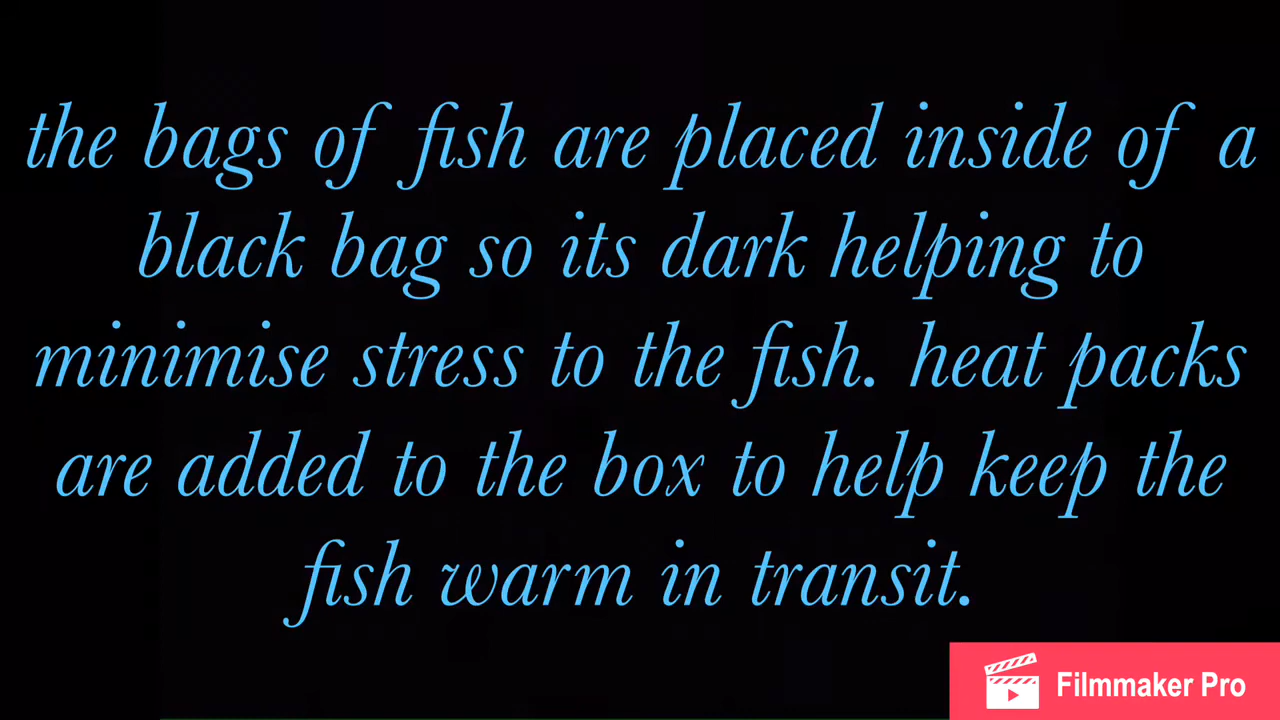 the bags of fish are placed inside of a
black bag so its dark helping to
minimise stress to the fish. heat packs
are added to the box to help keep the
fish warm in transit.
Filmmaker Pro